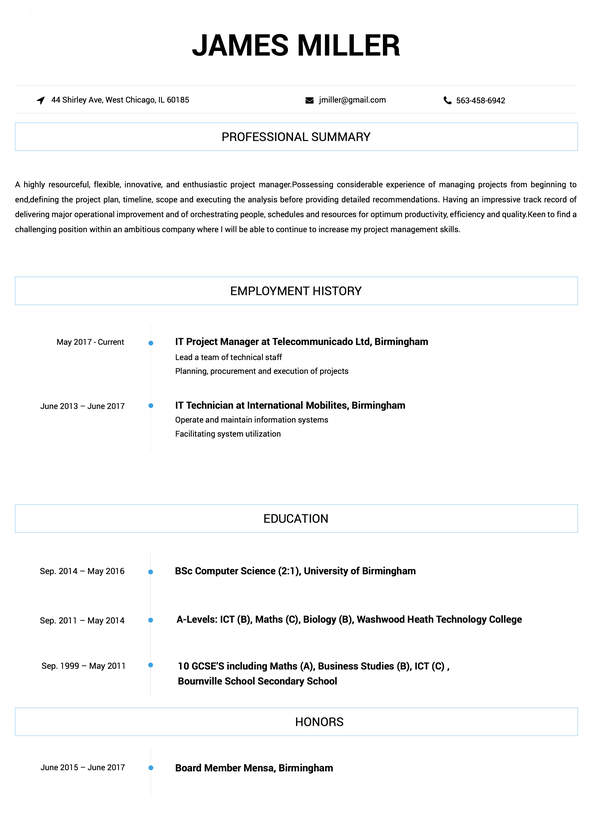 JAMES MILLER
44 Shirley Ave, West Chicago, IL 60185 jmiller@gmail.com 563-458-6942
PROFESSIONAL SUMMARY
A highly resourceful, flexible, innovative, and enthusiastic project manager.Possessing considerable experience of managing projects from beginning to
end,defining the project plan, timeline, scope and executing the analysis before providing detailed recommendations. Having an impressive track record of
delivering major operational improvement and of orchestrating people, schedules and resources for optimum productivity, efficiency and quality.Keen to find a
challenging position within an ambitious company where I will be able to continue to increase my project management skills.
EMPLOYMENT HISTORY
May 2017 - Current IT Project Manager at Telecommunicado Ltd, Birmingham
Lead a team of technical staff
Planning, procurement and execution of projects
June 2013 – June 2017 IT Technician at International Mobilites, Birmingham
Operate and maintain information systems
Facilitating system utilization
EDUCATION
Sep. 2014 – May 2016 BSc Computer Science (2:1), University of Birmingham
Sep. 2011 – May 2014 A-Levels: ICT (B), Maths (C), Biology (B), Washwood Heath Technology College
Sep. 1999 – May 2011 10 GCSE'S including Maths (A), Business Studies (B), ICT (C) ,
Bournville School Secondary School
HONORS
June 2015 – June 2017 Board Member Mensa, Birmingham